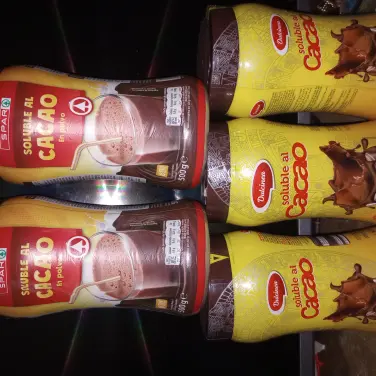 SPAR
SOLUBLE AL
CACAO
en polvo
500 g
SPAR
SOLUBLE AL
CACAO
en polvo
Dulcinea
soluble al
Cacao
Dulcinea
soluble al
Cacao
Dulcinea
soluble al
Cacao